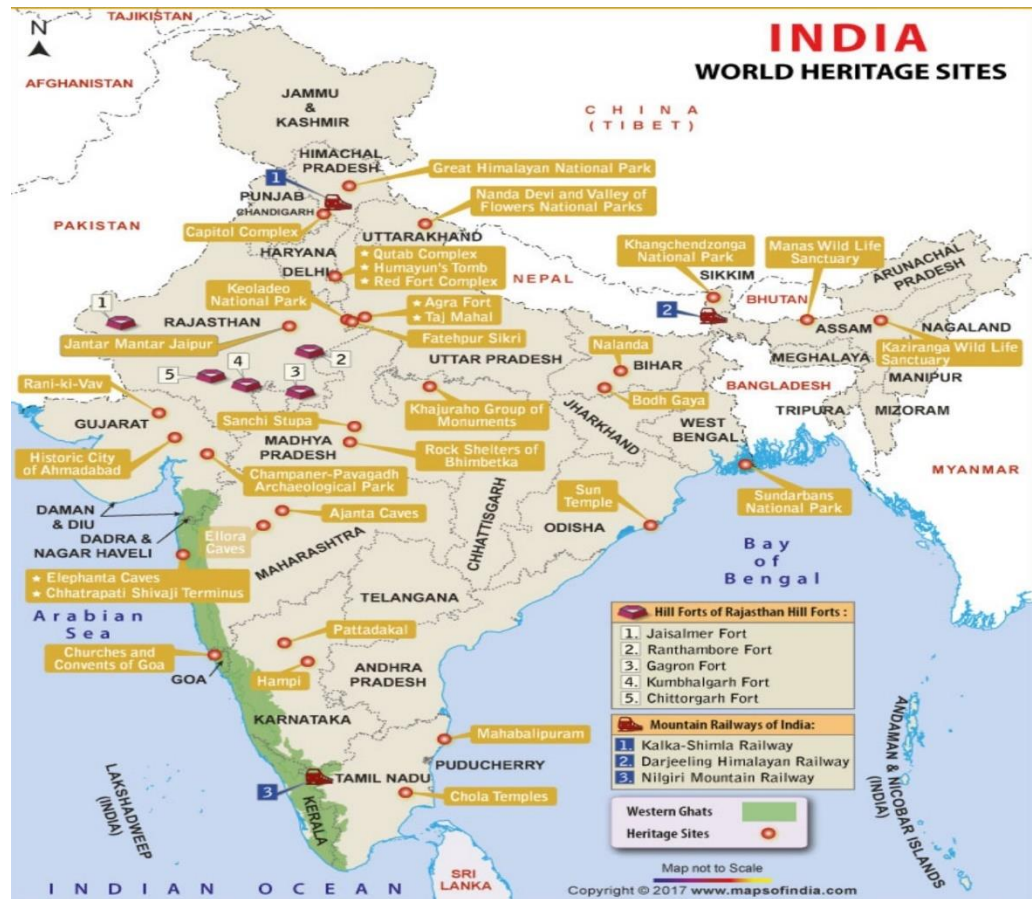 TAJIKISTAN
N
INDIA
WORLD HERITAGE SITES
AFGHANISTAN
JAMMU
&
KASHMIR
CHINA
(TIBET)
HIMACHAL
PRADESH
Great Himalayan National Park
1
PUNJAB
CHANDIGARH
Nanda Devi and Valley of
Flowers National Parks
PAKISTAN
Capitol Complex
UTTARAKHAND
HARYANA
DELHI
★ Qutab Complex
★ Humayun's Tomb
★ Red Fort Complex
Khangchendzonga
National Park
Manas Wild Life
Sanctuary
ARUNACHAL
PRADESH
SIKKIM
NEPAL
BHUTAN
Keoladeo
National Park
★ Agra Fort
★ Taj Mahal
1
2
RAJASTHAN
Jantar Mantar Jaipur
Fatehpur Sikri
ASSAM
NAGALAND
UTTAR PRADESH
Nalanda
BIHAR
MEGHALAYA
Kaziranga Wild Life
Sanctuary
4
2
5
3
MANIPUR
Rani-ki-Vav
BANGLADESH
Bodh Gaya
Khajuraho Group of
Monuments
JHARKHAND
TRIPURA
MIZORAM
GUJARAT
Sanchi Stupa
WEST
BENGAL
MADHYA
PRADESH
Rock Shelters of
Bhimbetka
Historic City
of Ahmadabad
MYANMAR
Champaner-Pavagadh
Archaeological Park
Sundarbans
National Park
CHHATTISGARH
Sun
Temple
DAMAN
& DIU
Ajanta Caves
Ellora
Caves
ODISHA
DADRA &
NAGAR HAVELI
MAHARASHTRA
Bay
of
Bengal
★ Elephanta Caves
★ Chhatrapati Shivaji Terminus
TELANGANA
Arabian
Sea
Hill Forts of Rajasthan Hill Forts :
1. Jaisalmer Fort
2. Ranthambore Fort
3. Gagron Fort
4. Kumbhalgarh Fort
5. Chittorgarh Fort
Pattadakal
Churches and
Convents of Goa
GOA
Hampi
ANDHRA
PRADESH
KARNATAKA
Mountain Railways of India:
1. Kalka-Shimla Railway
2. Darjeeling Himalayan Railway
3. Nilgiri Mountain Railway
Mahabalipuram
PUDUCHERRY
TAMIL NADU
3
Chola Temples
KERALA
LAKSHADWEEP
(INDIA)
ANDAMAN & NICOBAR ISLANDS
(INDIA)
Western Ghats
Heritage Sites
SRI
LANKA
Map not to Scale
INDIAN OCEAN
Copyright © 2017 www.mapsofindia.com